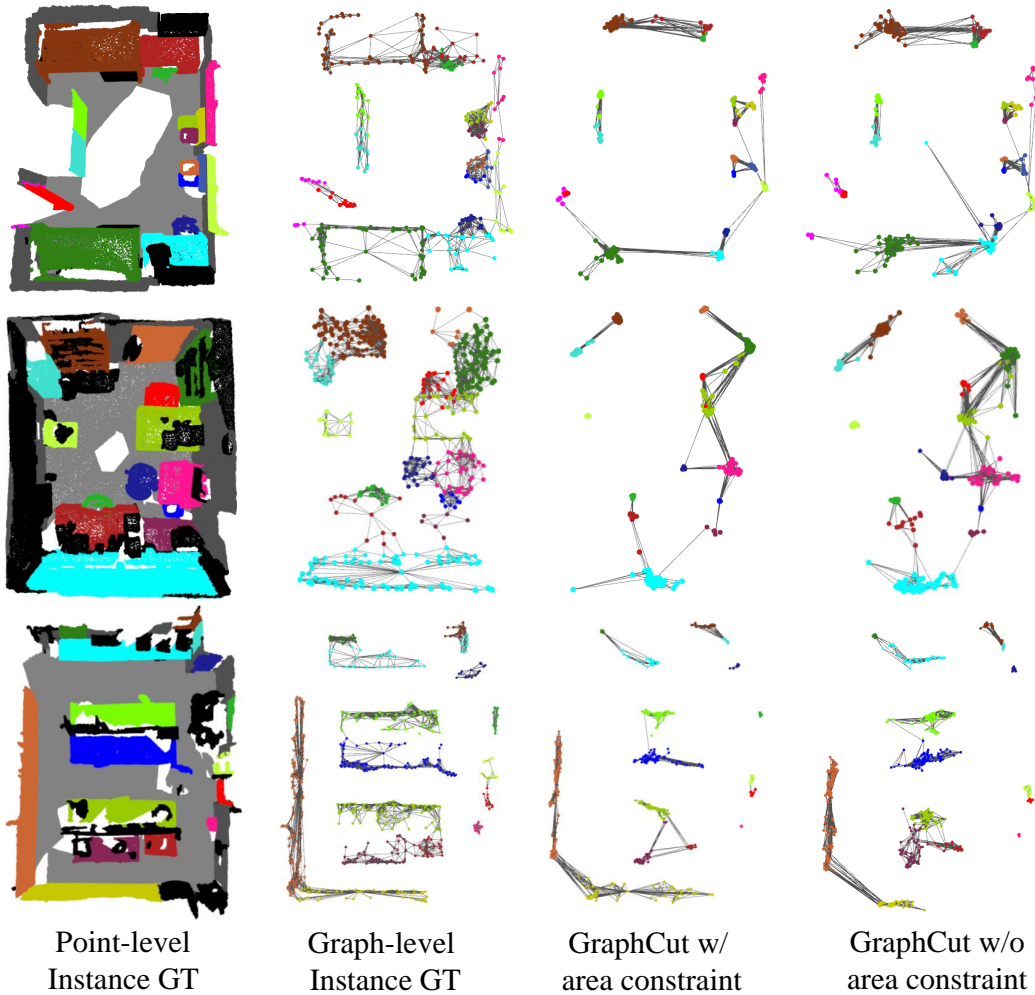 Point-level
Instance GT
Graph-level
Instance GT
GraphCut w/
area constraint
GraphCut w/o
area constraint